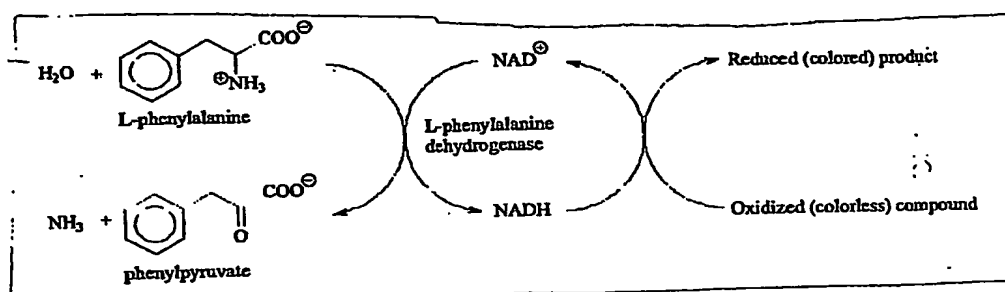 H₂O + COO⊖
⊕NH₃
L-phenylalanine
NAD⊕
Reduced (colored) product
L-phenylalanine
dehydrogenase
NH₃ + COO⊖
O
phenylpyruvate
NADH
Oxidized (colorless) compound